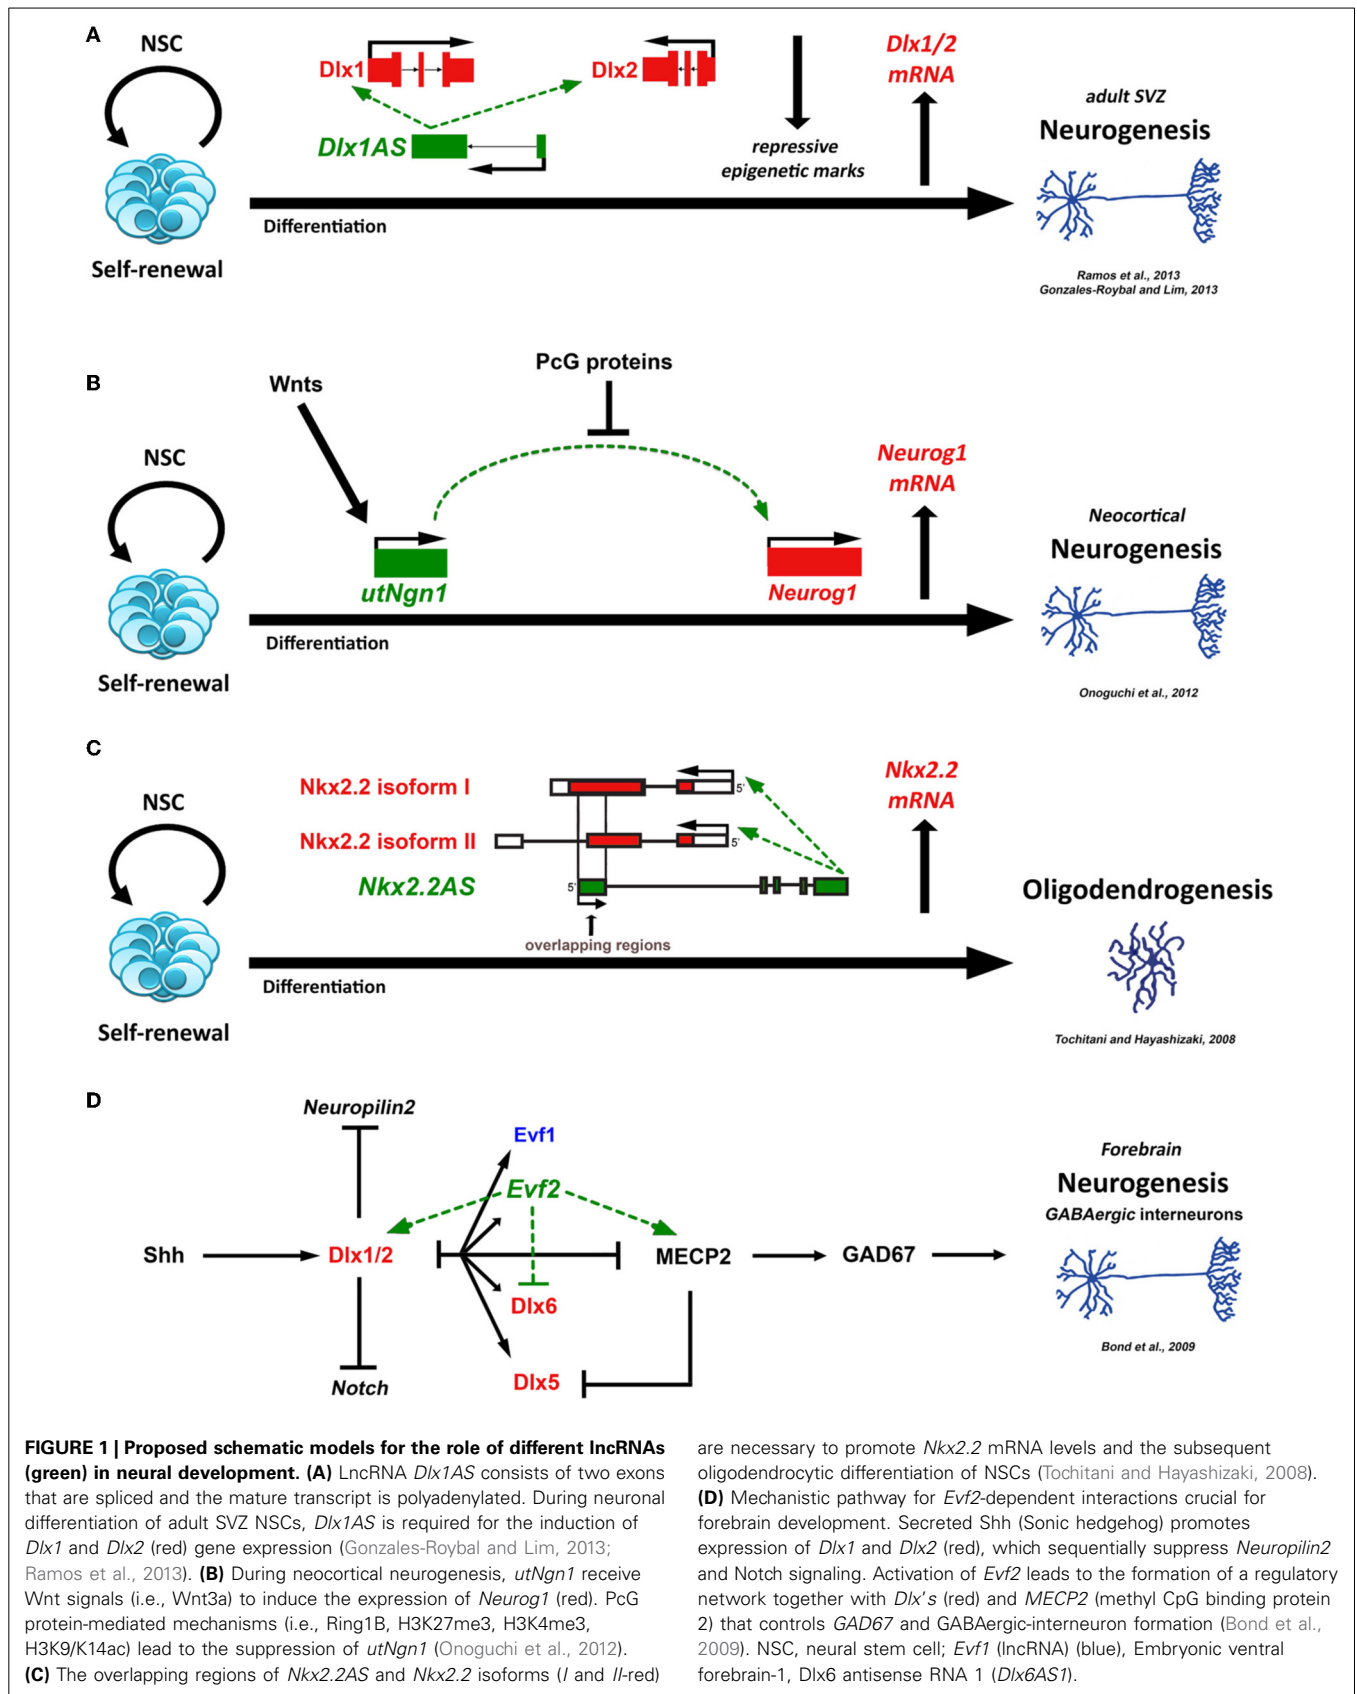 A
NSC
Self-renewal
Dlx1
Dlx2
Dlx1AS
repressive
epigenetic marks
Dlx1/2
mRNA
Differentiation
adult SVZ
Neurogenesis
Ramos et al., 2013
Gonzales-Roybal and Lim, 2013
B
NSC
Self-renewal
Wnts
PcG proteins
utNgn1
Neurog1
Neurog1
mRNA
Differentiation
Neocortical
Neurogenesis
Onoguchi et al., 2012
C
NSC
Self-renewal
Nkx2.2 isoform I
5'
Nkx2.2 isoform II
5'
Nkx2.2AS
5'
overlapping regions
Nkx2.2
mRNA
Differentiation
Oligodendrogenesis
Tochitani and Hayashizaki, 2008
D
Neuropilin2
Evf1
Evf2
Shh
Dlx1/2
MECP2
GAD67
Dlx6
Dlx5
Notch
Forebrain
Neurogenesis
GABAergic interneurons
Bond et al., 2009
FIGURE 1 | Proposed schematic models for the role of different lncRNAs
(green) in neural development. (A) LncRNA Dlx1AS consists of two exons
that are spliced and the mature transcript is polyadenylated. During neuronal
differentiation of adult SVZ NSCs, Dlx1AS is required for the induction of
Dlx1 and Dlx2 (red) gene expression (Gonzales-Roybal and Lim, 2013;
Ramos et al., 2013). (B) During neocortical neurogenesis, utNgn1 receive
Wnt signals (i.e., Wnt3a) to induce the expression of Neurog1 (red). PcG
protein-mediated mechanisms (i.e., Ring1B, H3K27me3, H3K4me3,
H3K9/K14ac) lead to the suppression of utNgn1 (Onoguchi et al., 2012).
(C) The overlapping regions of Nkx2.2AS and Nkx2.2 isoforms (I and II-red)
are necessary to promote Nkx2.2 mRNA levels and the subsequent
oligodendrocytic differentiation of NSCs (Tochitani and Hayashizaki, 2008).
(D) Mechanistic pathway for Evf2-dependent interactions crucial for
forebrain development. Secreted Shh (Sonic hedgehog) promotes
expression of Dlx1 and Dlx2 (red), which sequentially suppress Neuropilin2
and Notch signaling. Activation of Evf2 leads to the formation of a regulatory
network together with Dlx's (red) and MECP2 (methyl CpG binding protein
2) that controls GAD67 and GABAergic-interneuron formation (Bond et al.,
2009). NSC, neural stem cell; Evf1 (lncRNA) (blue), Embryonic ventral
forebrain-1, Dlx6 antisense RNA 1 (Dlx6AS1).